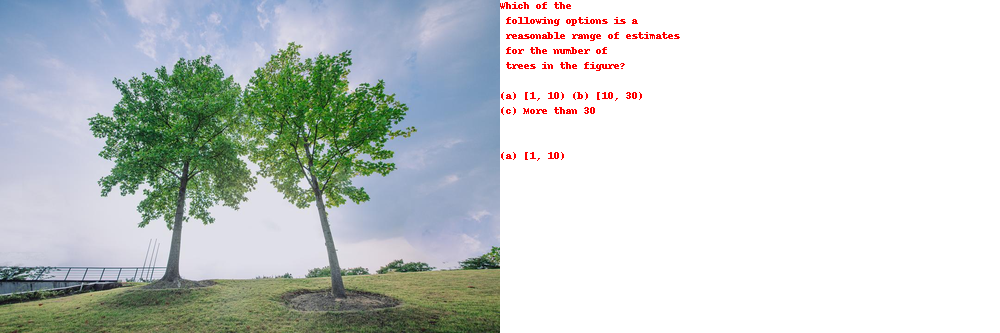 Which of the
following options is a
reasonable range of estimates
for the number of
trees in the figure?
(a) [1, 10) (b) [10, 30)
(c) More than 30
(a) [1, 10)